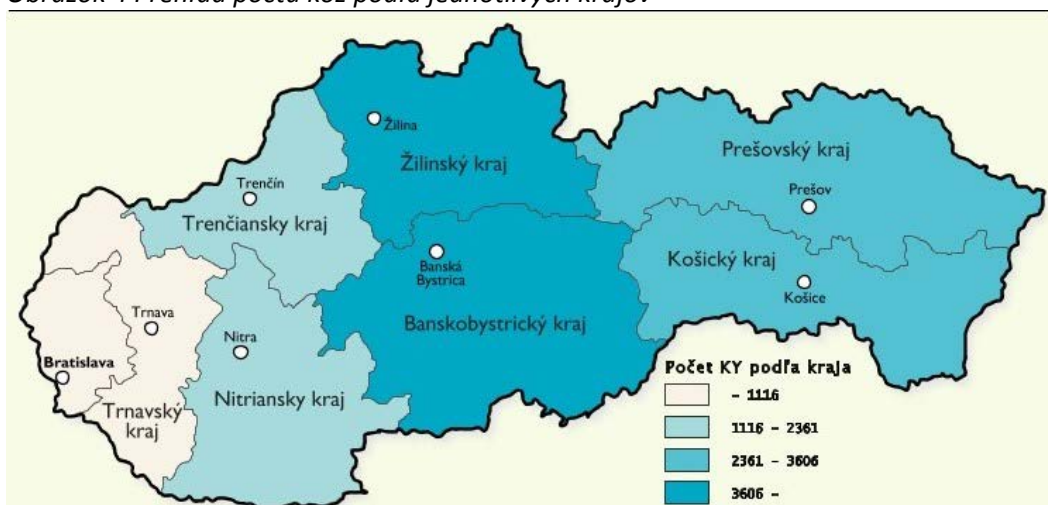 Obrázok 4 Prehľad počtu kôz podľa jednotlivých krajov
Žilina
Žilinský kraj
Prešovský kraj
Prešov
Trenčín
Trenčiansky kraj
Banská
Bystrica
Košický kraj
Košice
Trnava
Banskobystrický kraj
Nitra
Bratislava
Nitriansky kraj
Trnavský
kraj
Počet KY podľa kraja
- 1116
1116 - 2361
2361 - 3606
3606 -